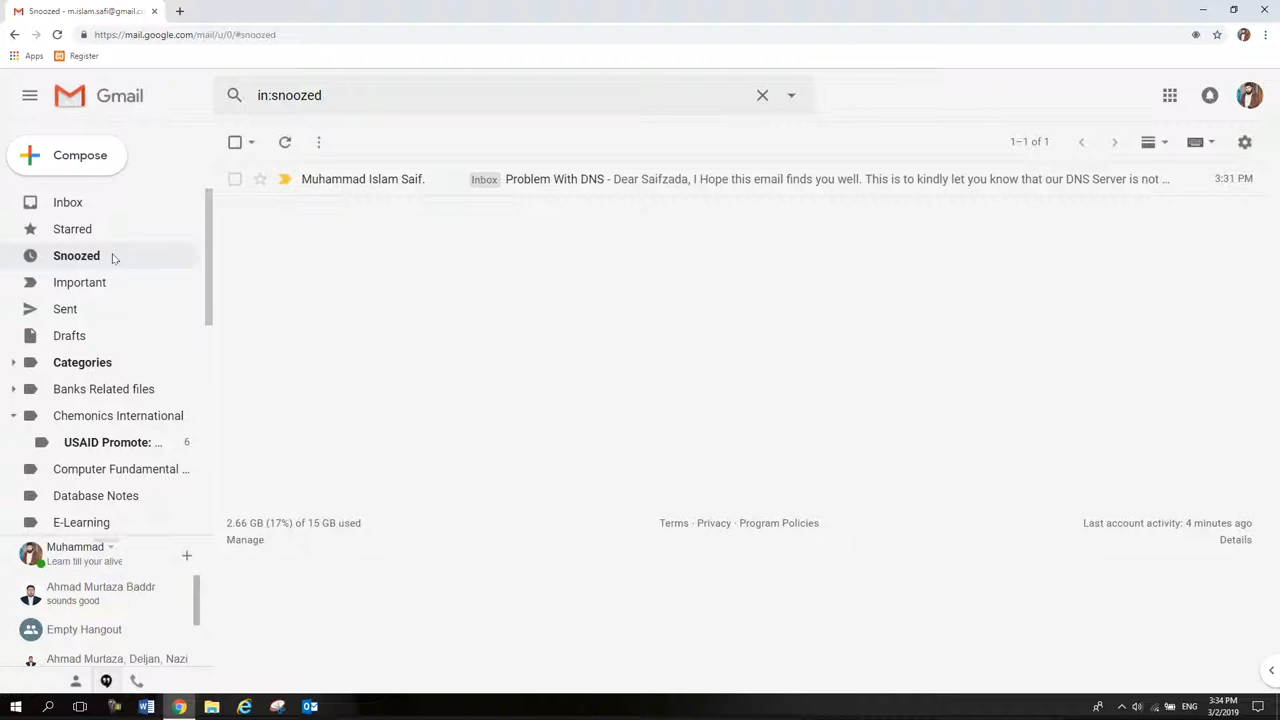 Snoozed - m.islam.safi@gmail.cc
https://mail.google.com/mail/u/0/#snoozed
Apps
Register
Gmail
in:snoozed
Compose
1–1 of 1
Muhammad Islam Saif.
Inbox
Problem With DNS - Dear Saifzada, I Hope this email finds you well. This is to kindly let you know that our DNS Server is not ...
3:31 PM
Inbox
Starred
Snoozed
Important
Sent
Drafts
Categories
Banks Related files
Chemonics International
USAID Promote: ...
6
Computer Fundamental ...
Database Notes
E-Learning
2.66 GB (17%) of 15 GB used
Manage
Terms · Privacy · Program Policies
Last account activity: 4 minutes ago
Details
Muhammad
Learn till your alive
Ahmad Murtaza Baddr
sounds good
Empty Hangout
Ahmad Murtaza, Deljan, Nazi
ENG
3:34 PM
3/2/2019